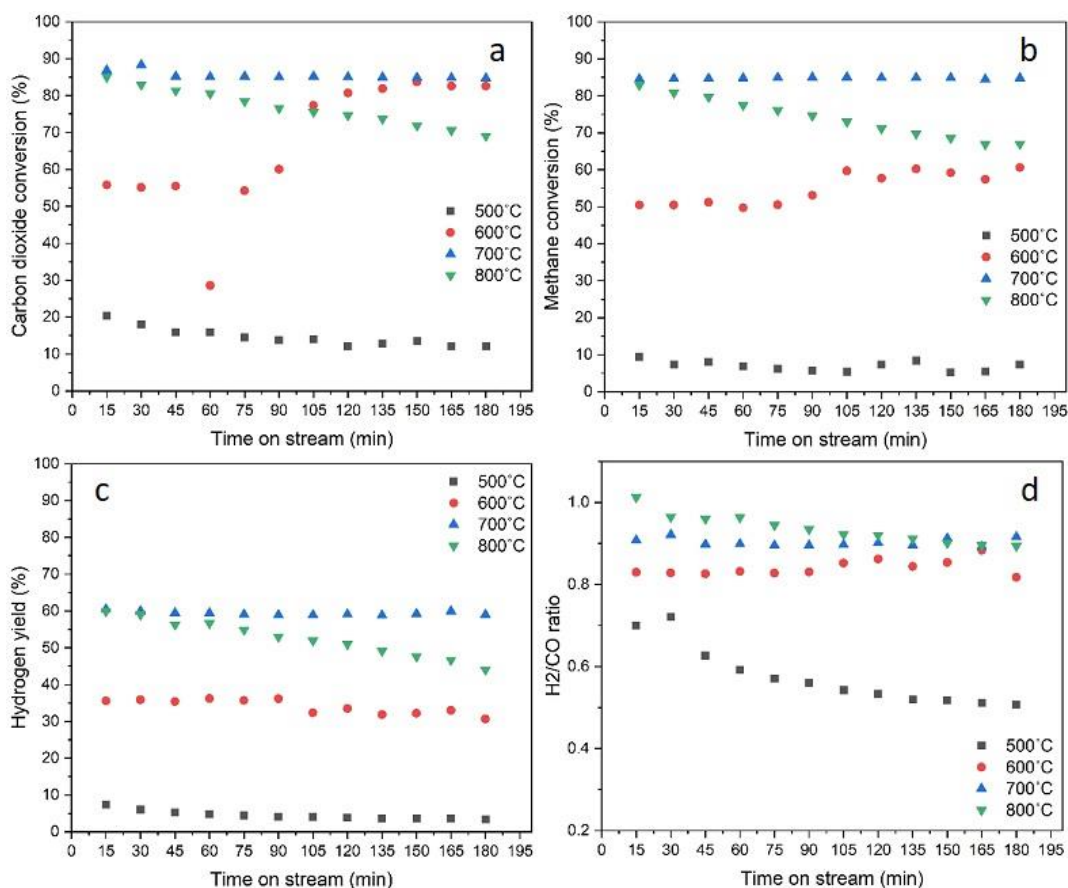 a
Carbon dioxide conversion (%)
100
90
80
70
60
50
40
30
20
10
0
500°C
600°C
700°C
800°C
0 15 30 45 60 75 90 105 120 135 150 165 180 195
Time on stream (min)
b
Methane conversion (%)
100
90
80
70
60
50
40
30
20
10
0
500°C
600°C
700°C
800°C
0 15 30 45 60 75 90 105 120 135 150 165 180 195
Time on stream (min)
c
Hydrogen yield (%)
100
90
80
70
60
50
40
30
20
10
0
500°C
600°C
700°C
800°C
0 15 30 45 60 75 90 105 120 135 150 165 180 195
Time on stream (min)
d
H2/CO ratio
1.0
0.8
0.6
0.4
0.2
500°C
600°C
700°C
800°C
0 15 30 45 60 75 90 105 120 135 150 165 180 195
Time on stream (min)